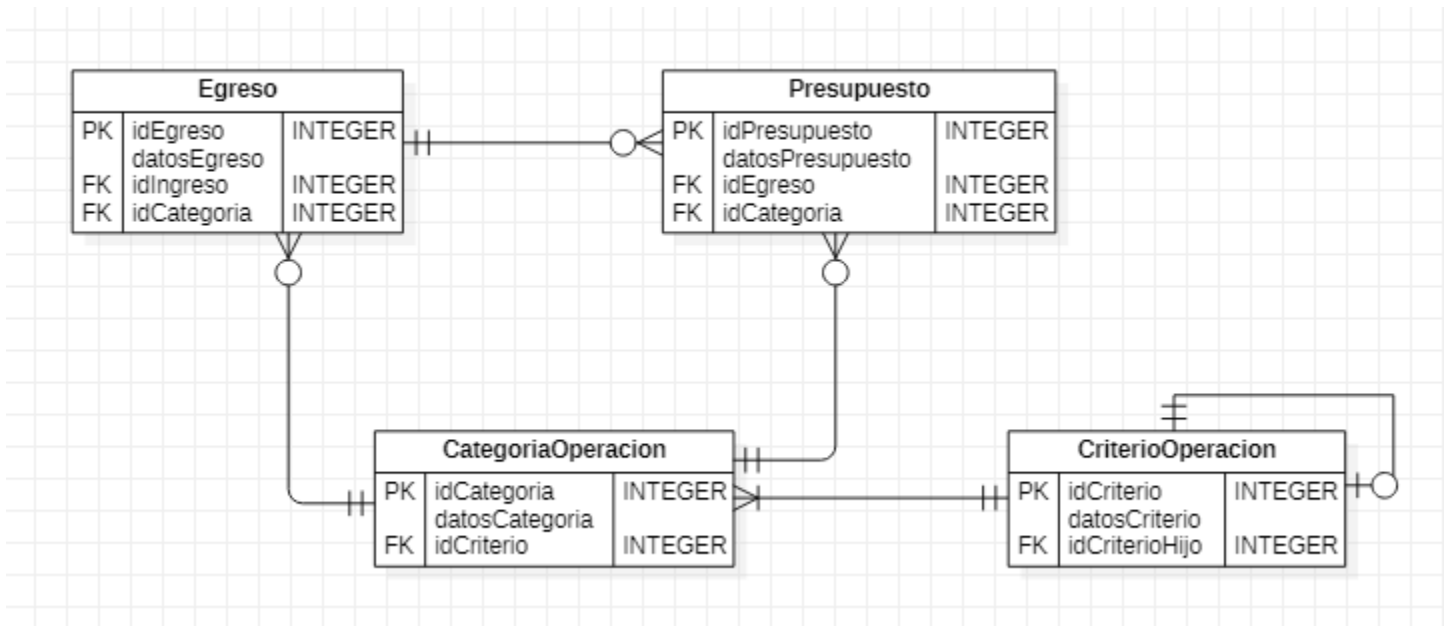 Egreso
PK idEgreso INTEGER
datosEgreso
FK idIngreso INTEGER
FK idCategoria INTEGER
Presupuesto
PK idPresupuesto INTEGER
datosPresupuesto
FK idEgreso INTEGER
FK idCategoria INTEGER
CategoriaOperacion
PK idCategoria INTEGER
datosCategoria
FK idCriterio INTEGER
CriterioOperacion
PK idCriterio INTEGER
datosCriterio
FK idCriterioHijo INTEGER